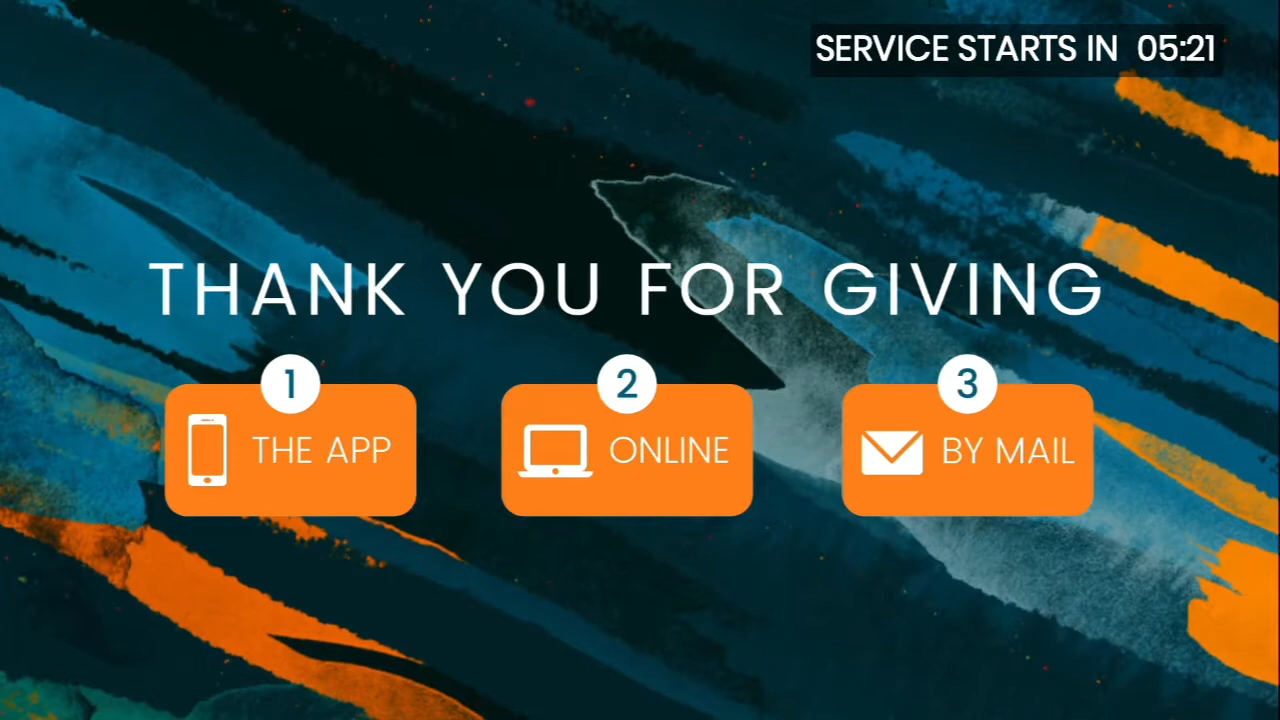 SERVICE STARTS IN 05:21
THANK YOU FOR GIVING
1
THE APP
2
ONLINE
3
BY MAIL